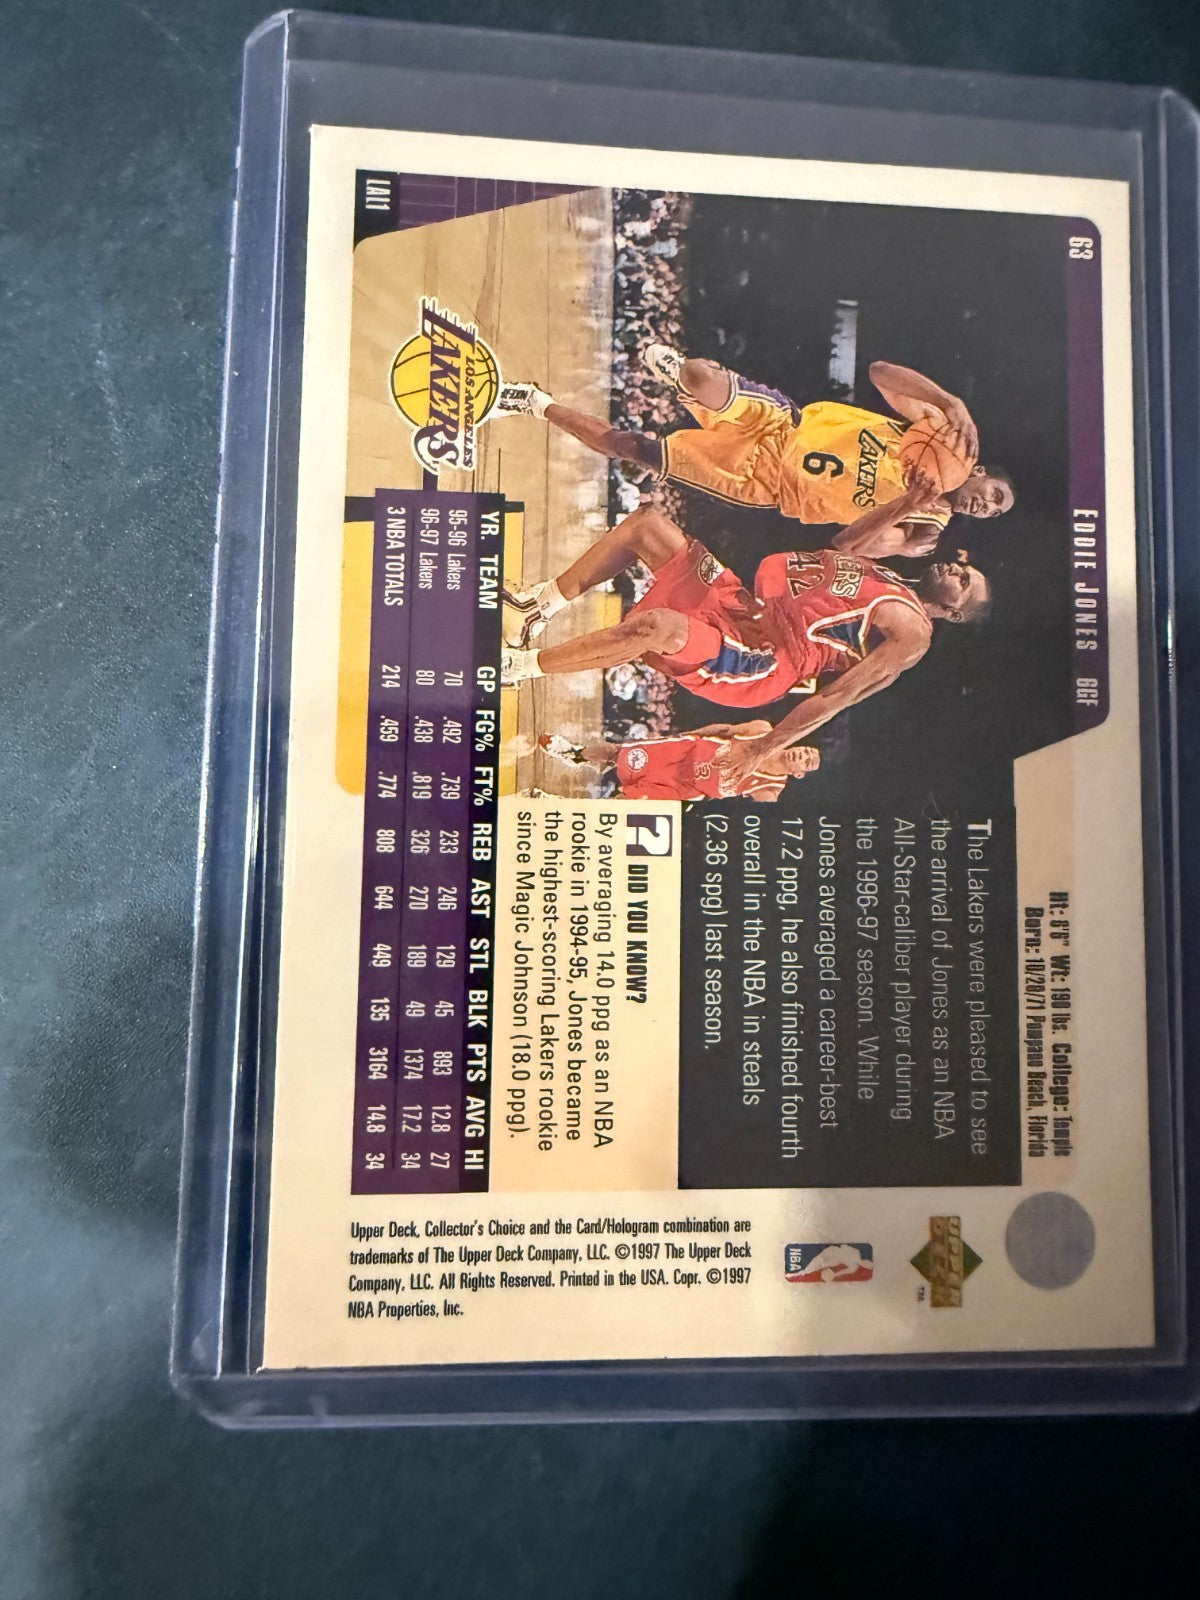 63 EDDIE JONES GGF
Ht: 6'6" Wt: 190 lbs. College: Temple
Born: 10/20/71 Pompano Beach, Florida
The Lakers were pleased to see
the arrival of Jones as an NBA
All-Star-caliber player during
the 1996-97 season. While
Jones averaged a career-best
17.2 ppg, he also finished fourth
overall in the NBA in steals
(2.36 spg) last season.
? DID YOU KNOW?
By averaging 14.0 ppg as an NBA
rookie in 1994-95, Jones became
the highest-scoring Lakers rookie
since Magic Johnson (18.0 ppg).
LAKERS
6
42
3
LOS ANGELES
LAKERS
LAL1
YR. TEAM GP FG% FT% REB AST STL BLK PTS AVG HI
95-96 Lakers 70 .492 .739 233 246 129 45 893 12.8 27
96-97 Lakers 80 .438 .819 326 270 189 49 1374 17.2 34
3 NBA TOTALS 214 .459 .774 808 644 449 135 3164 14.8 34
UPPER
DECK
TM
NBA
Upper Deck, Collector's Choice and the Card/Hologram combination are
trademarks of The Upper Deck Company, LLC. ©1997 The Upper Deck
Company, LLC. All Rights Reserved. Printed in the USA. Copr. ©1997
NBA Properties, Inc.